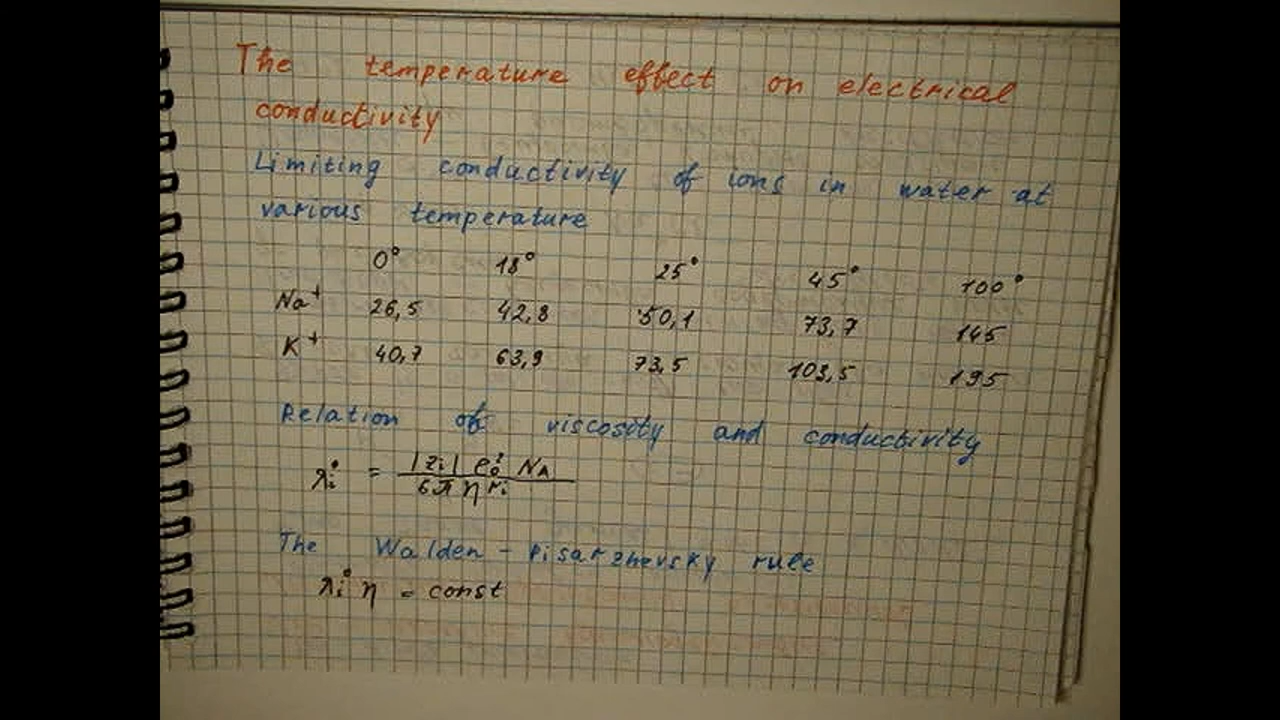 The temperature effect on electrical
conductivity
Limiting conductivity of ions in water at
various temperature
0° 18° 25° 45° 100°
Na⁺ 26,5 42,8 50,1 73,7 145
K⁺ 40,7 63,9 73,5 103,5 195
Relation of viscosity and conductivity
λᵢ° = |zᵢ| e₀² N_A / 6π η rᵢ
The Walden - Pisarzhevsky rule
λᵢ° η = const